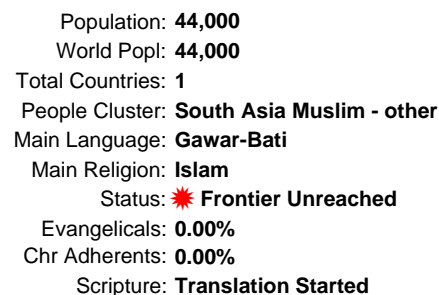 Population: 44,000
World Popl: 44,000
Total Countries: 1
People Cluster: South Asia Muslim - other
Main Language: Gawar-Bati
Main Religion: Islam
Status: Frontier Unreached
Evangelicals: 0.00%
Chr Adherents: 0.00%
Scripture: Translation Started